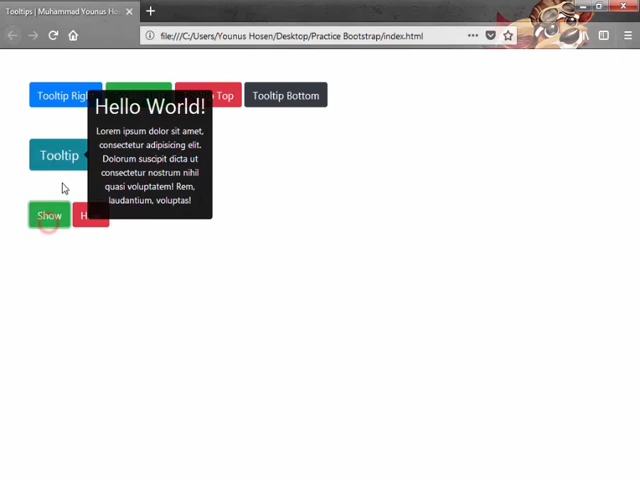 Tooltips | Muhammad Younus Ho
file:///C:/Users/Younus Hosen/Desktop/Practice Bootstrap/index.html
Tooltip Top Tooltip Bottom
Hello World!
Lorem ipsum dolor sit amet,
consectetur adipisicing elit.
Dolorum suscipit dicta ut
consectetur nostrum nihil
quasi voluptatem! Rem,
laudantium, voluptas!
Tooltip
Show